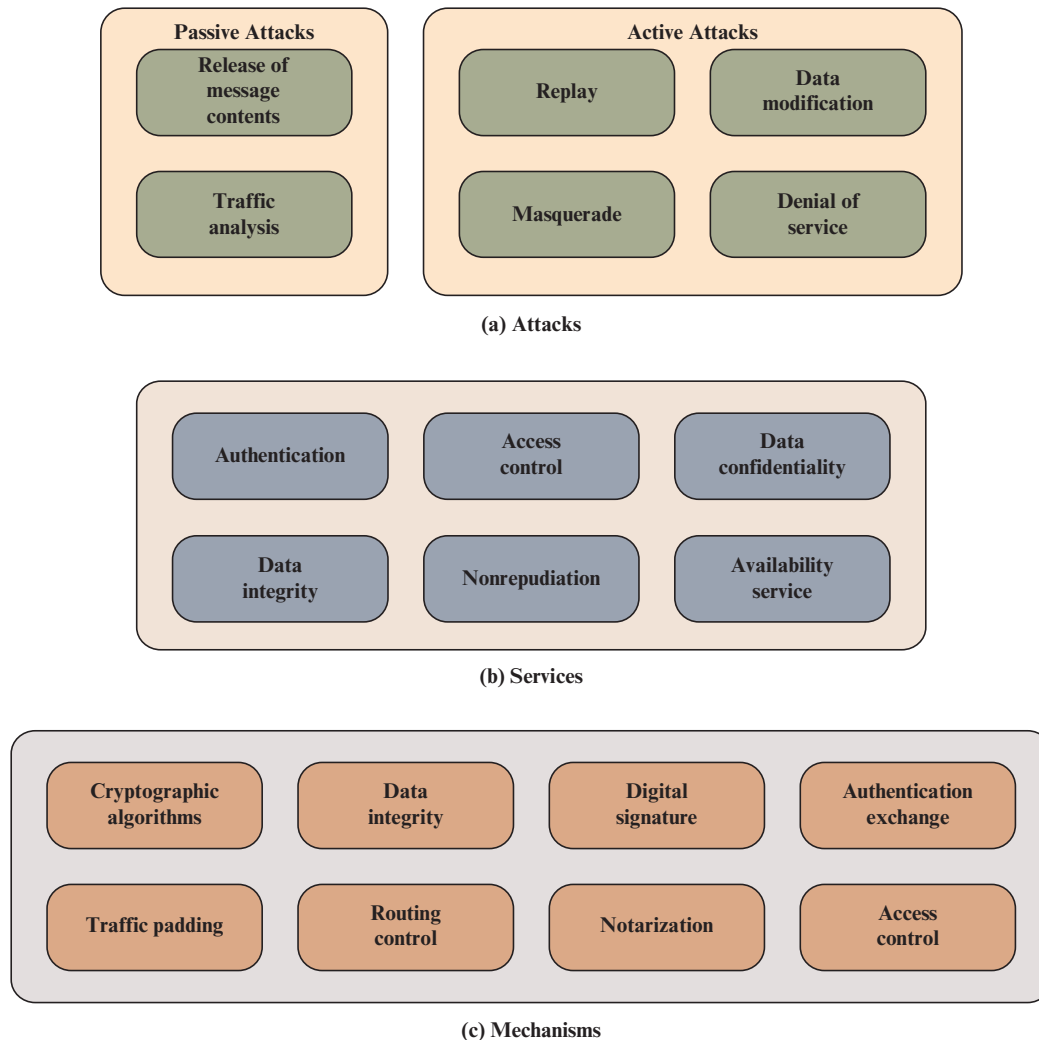 Passive Attacks
Release of
message
contents
Traffic
analysis
Active Attacks
Replay
Data
modification
Masquerade
Denial of
service
(a) Attacks
Authentication
Access
control
Data
confidentiality
Data
integrity
Nonrepudiation
Availability
service
(b) Services
Cryptographic
algorithms
Data
integrity
Digital
signature
Authentication
exchange
Traffic padding
Routing
control
Notarization
Access
control
(c) Mechanisms